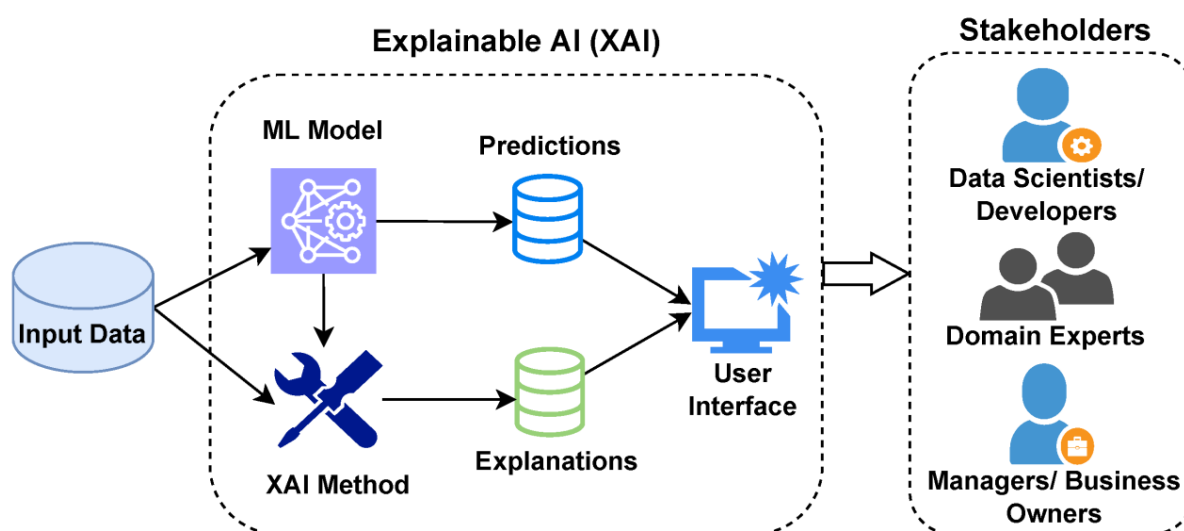 Explainable AI (XAI)
Stakeholders
ML Model
Predictions
Input Data
XAI Method
Explanations
User
Interface
Data Scientists/
Developers
Domain Experts
Managers/ Business
Owners